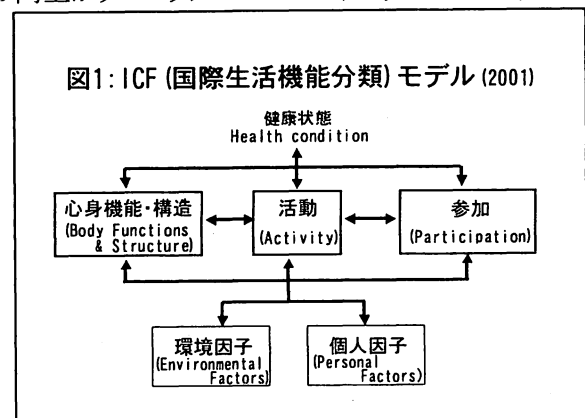 図1:ICF(国際生活機能分類)モデル(2001)
健康状態
Health condition
心身機能・構造
(Body Functions
& Structure)
活動
(Activity)
参加
(Participation)
環境因子
(Environmental
Factors)
個人因子
(Personal
Factors)